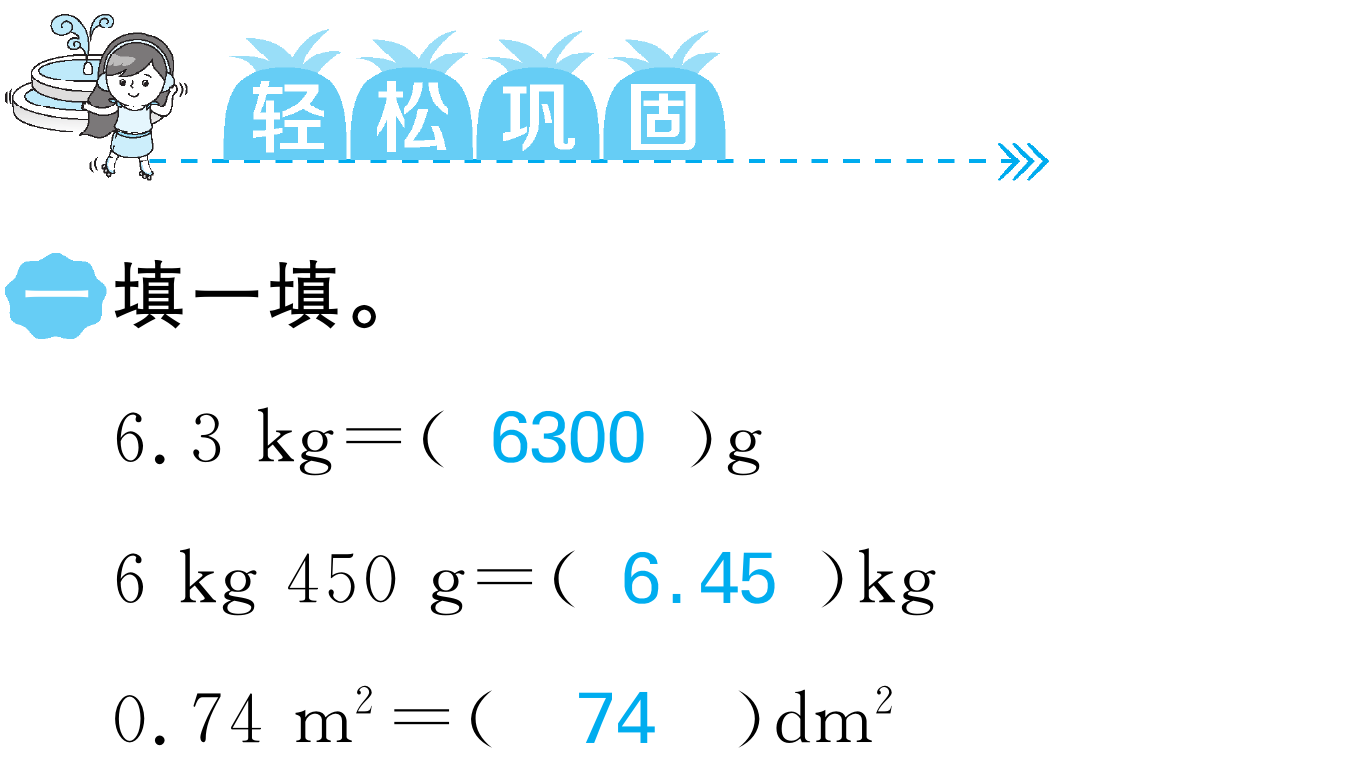 轻松巩固
一 填一填。
6.3 kg=( 6300 )g
6 kg 450 g=( 6.45 )kg
0.74 m²=( 74 )dm²